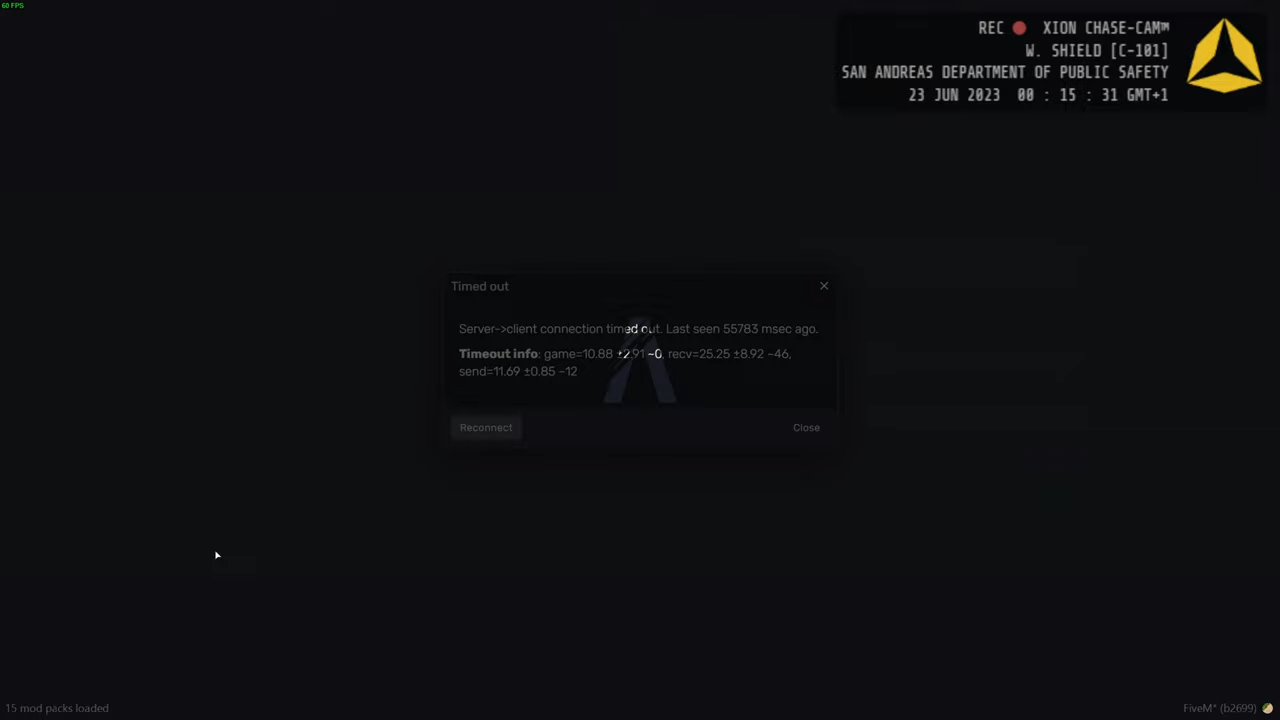 60 FPS
REC XION CHASE-CAM™
W. SHIELD [C-101]
SAN ANDREAS DEPARTMENT OF PUBLIC SAFETY
23 JUN 2023 00 : 15 : 31 GMT+1
Timed out
Server->client connection timed out. Last seen 55783 msec ago.
Timeout info: game=10.88 ±2.91 ~0, recv=25.25 ±8.92 ~46,
send=11.69 ±0.85 ~12
Reconnect
Close
15 mod packs loaded
FiveM* (b2699)